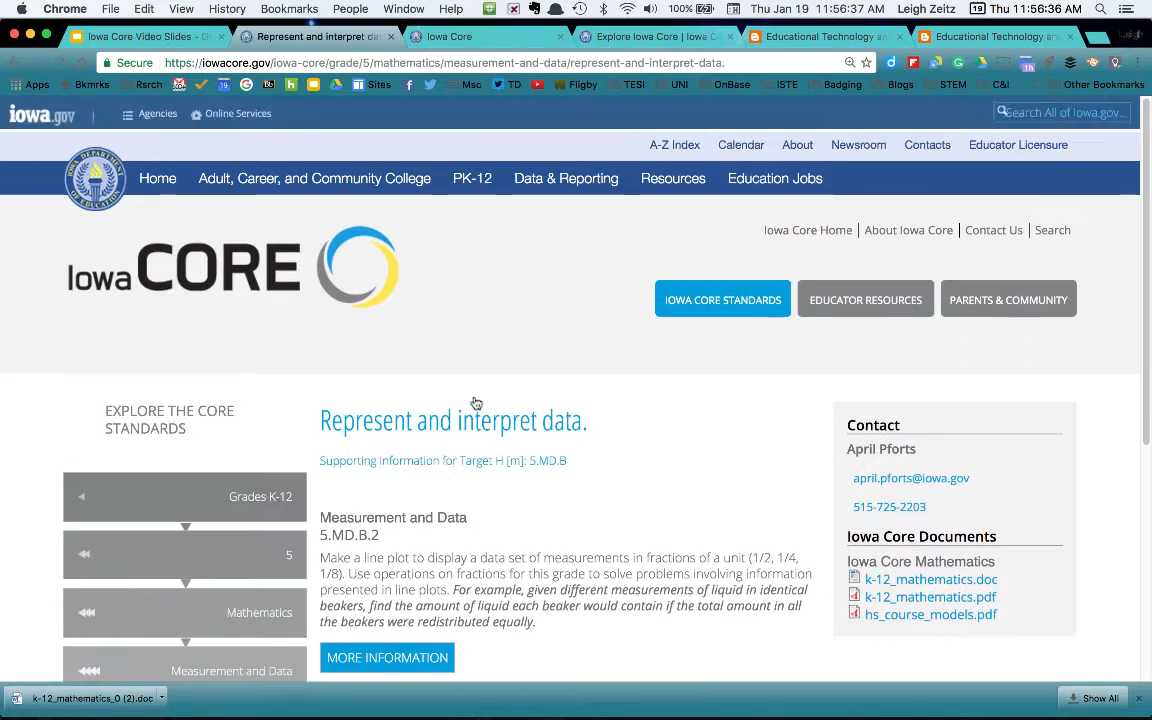 Chrome File Edit View History Bookmarks People Window Help 100% Thu Jan 19 11:56:37 AM Leigh Zeitz 19 Thu 11:56:36 AM
Iowa Core Video Slides - Go
Represent and interpret dat
Iowa Core
Explore Iowa Core | Iowa Co
Educational Technology and
Educational Technology and
Leigh
Secure https://iowacore.gov/iowa-core/grade/5/mathematics/measurement-and-data/represent-and-interpret-data.
Apps Bkmrks Rsrch Sites Msc TD Fligby TESI UNI OnBase ISTE Badging Blogs STEM C&I Other Bookmarks
iowa.gov Agencies Online Services Search All of Iowa.gov...
A-Z Index Calendar About Newsroom Contacts Educator Licensure
Home Adult, Career, and Community College PK-12 Data & Reporting Resources Education Jobs
Iowa Core Home | About Iowa Core | Contact Us | Search
Iowa CORE
IOWA CORE STANDARDS EDUCATOR RESOURCES PARENTS & COMMUNITY
EXPLORE THE CORE
STANDARDS
Grades K-12
5
Mathematics
Measurement and Data
Represent and interpret data.
Supporting Information for Target H [m]: 5.MD.B
Measurement and Data
5.MD.B.2
Make a line plot to display a data set of measurements in fractions of a unit (1/2, 1/4,
1/8). Use operations on fractions for this grade to solve problems involving information
presented in line plots. For example, given different measurements of liquid in identical
beakers, find the amount of liquid each beaker would contain if the total amount in all
the beakers were redistributed equally.
MORE INFORMATION
Contact
April Pforts
april.pforts@iowa.gov
515-725-2203
Iowa Core Documents
Iowa Core Mathematics
k-12_mathematics.doc
k-12_mathematics.pdf
hs_course_models.pdf
k-12_mathematics_0 (2).doc
Show All